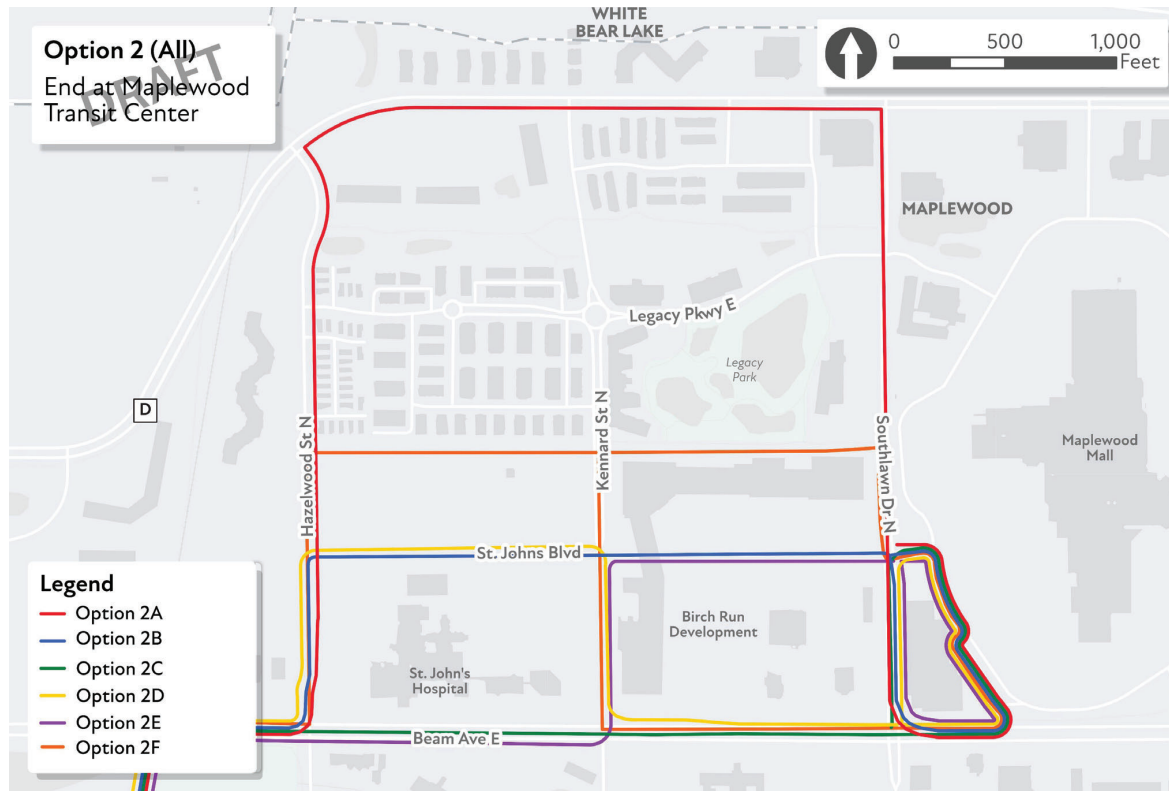 WHITE
BEAR LAKE
Option 2 (All)
End at Maplewood
Transit Center
DRAFT
0 500 1,000
Feet
MAPLEWOOD
Legacy Pkwy E
Legacy
Park
D
Hazelwood St N
Kennard St N
Southlawn Dr N
Maplewood
Mall
St. Johns Blvd
Birch Run
Development
St. John's
Hospital
Beam Ave E
Legend
Option 2A
Option 2B
Option 2C
Option 2D
Option 2E
Option 2F